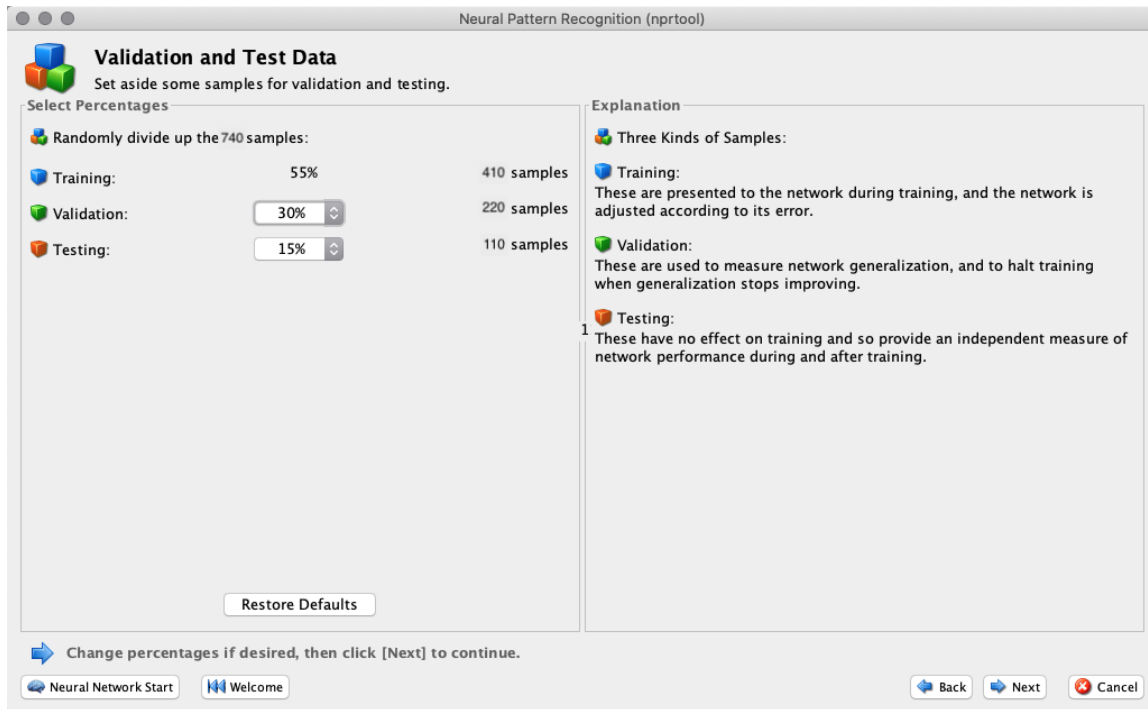 Neural Pattern Recognition (nprtool)
Validation and Test Data
Set aside some samples for validation and testing.
Select Percentages
Randomly divide up the 740 samples:
Training: 55% 410 samples
Validation: 30% 220 samples
Testing: 15% 110 samples
Restore Defaults
Explanation
Three Kinds of Samples:
Training:
These are presented to the network during training, and the network is
adjusted according to its error.
Validation:
These are used to measure network generalization, and to halt training
when generalization stops improving.
Testing:
1
These have no effect on training and so provide an independent measure of
network performance during and after training.
Change percentages if desired, then click [Next] to continue.
Neural Network Start Welcome Back Next Cancel